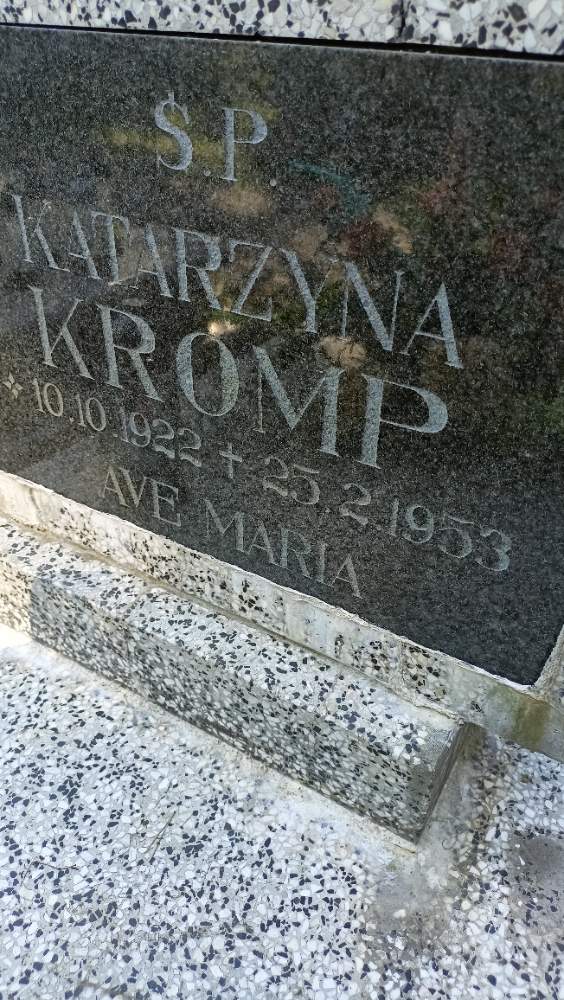 Ś.P.
KATARZYNA
KROMP
* 10.10.1922 + 25.2.1953
AVE MARIA